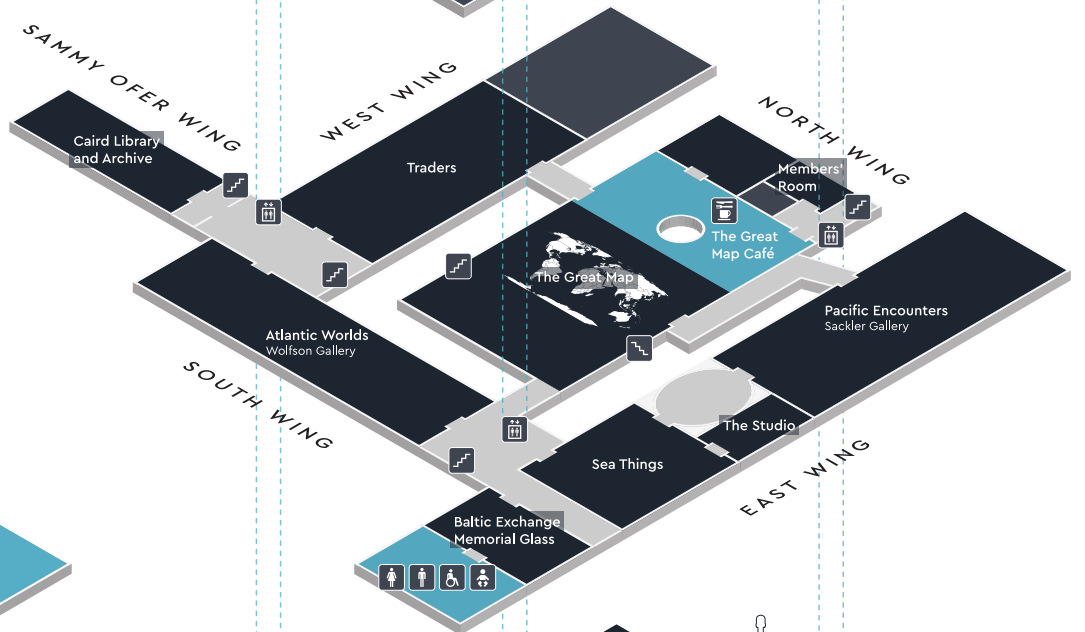 SAMMY OFER WING
WEST WING
NORTH WING
Caird Library
and Archive
Traders
Members'
Room
The Great
Map Café
The Great Map
Pacific Encounters
Sackler Gallery
Atlantic Worlds
Wolfson Gallery
SOUTH WING
The Studio
Sea Things
EAST WING
Baltic Exchange
Memorial Glass